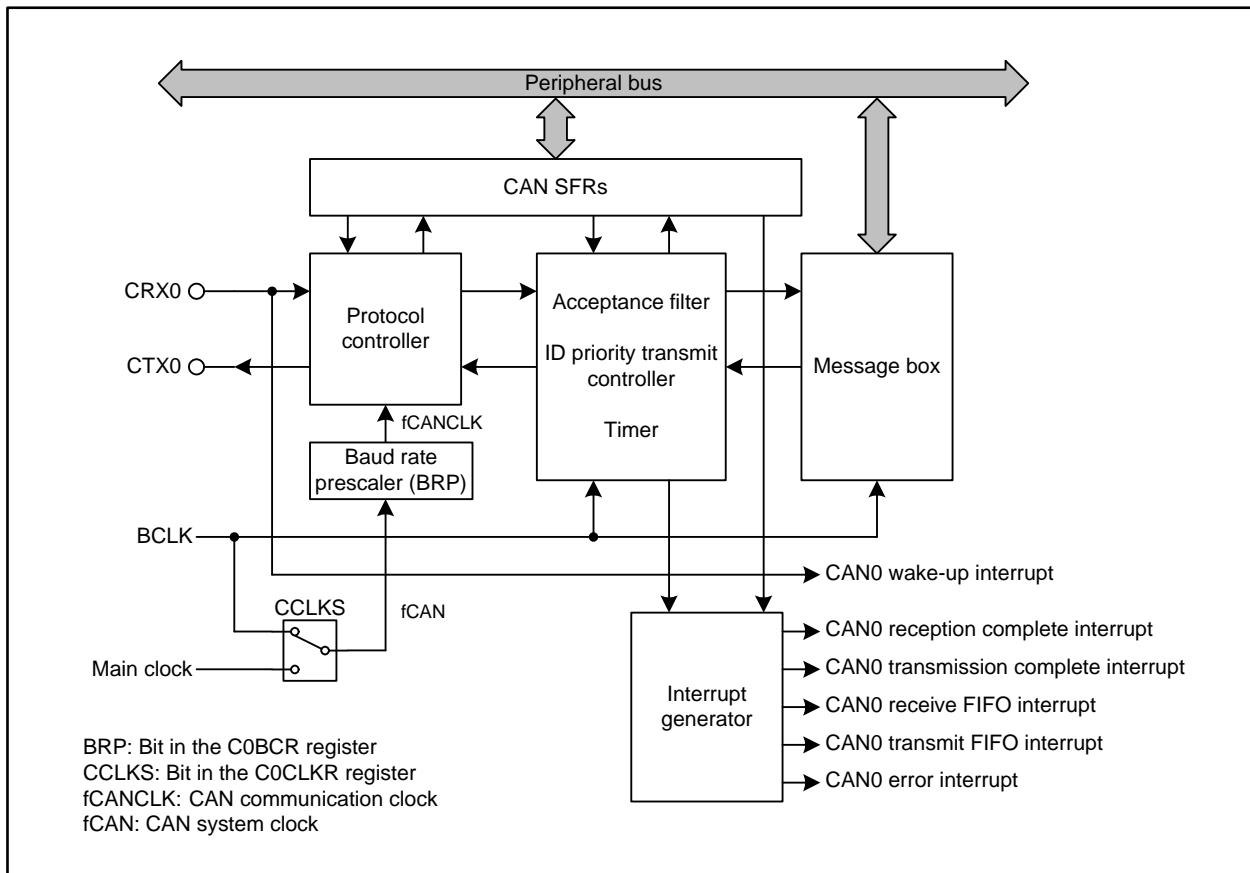 Peripheral bus
CAN SFRs
CRX0
CTX0
Protocol
controller
Acceptance filter
ID priority transmit
controller
Timer
Message box
fCANCLK
Baud rate
prescaler (BRP)
BCLK
CCLKS
fCAN
Main clock
CAN0 wake-up interrupt
Interrupt
generator
CAN0 reception complete interrupt
CAN0 transmission complete interrupt
CAN0 receive FIFO interrupt
CAN0 transmit FIFO interrupt
CAN0 error interrupt
BRP: Bit in the C0BCR register
CCLKS: Bit in the C0CLKR register
fCANCLK: CAN communication clock
fCAN: CAN system clock